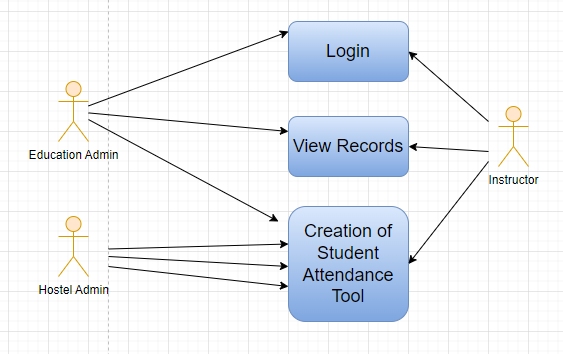 Login
View Records
Education Admin
Instructor
Creation of
Student
Attendance
Tool
Hostel Admin